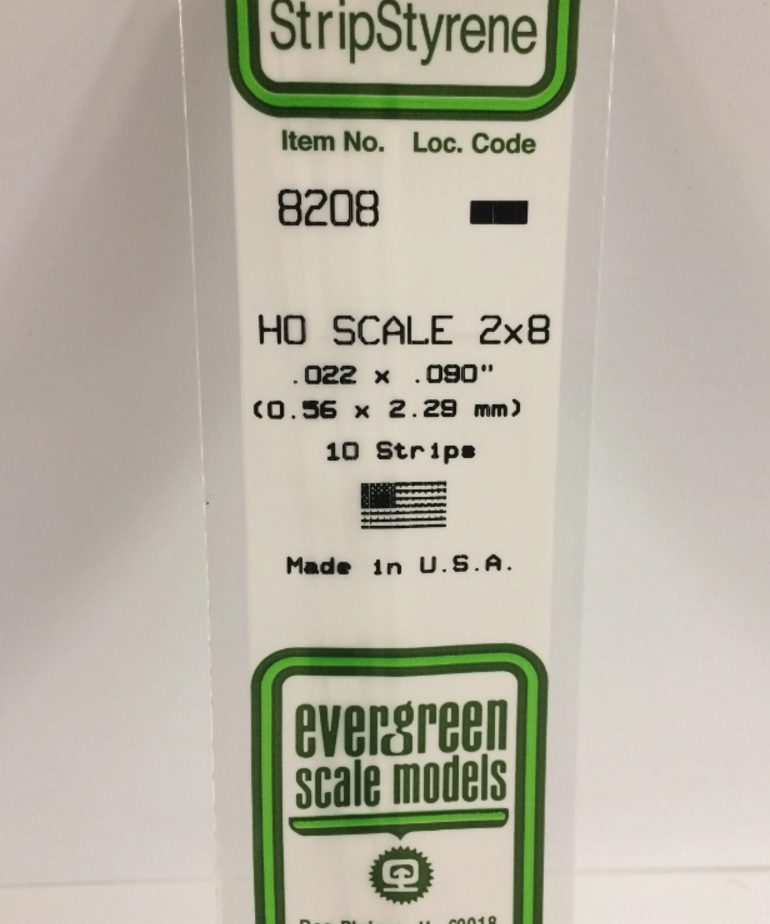 StripStyrene
Item No. Loc. Code
8208
HO SCALE 2x8
.022 x .090"
(0.56 x 2.29 mm)
10 Strips
Made in U.S.A.
evergreen
scale models